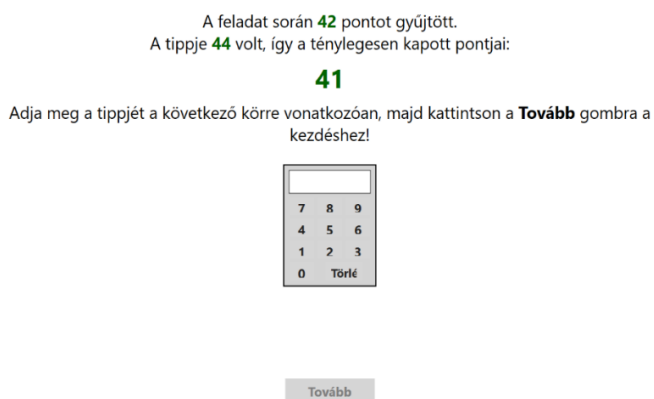 A feladat során 42 pontot gyűjtött.
A tippje 44 volt, így a ténylegesen kapott pontjai:
41
Adja meg a tippjét a következő körre vonatkozóan, majd kattintson a Tovább gombra a
kezdéshez!
7 8 9
4 5 6
1 2 3
0 Törlé
Tovább